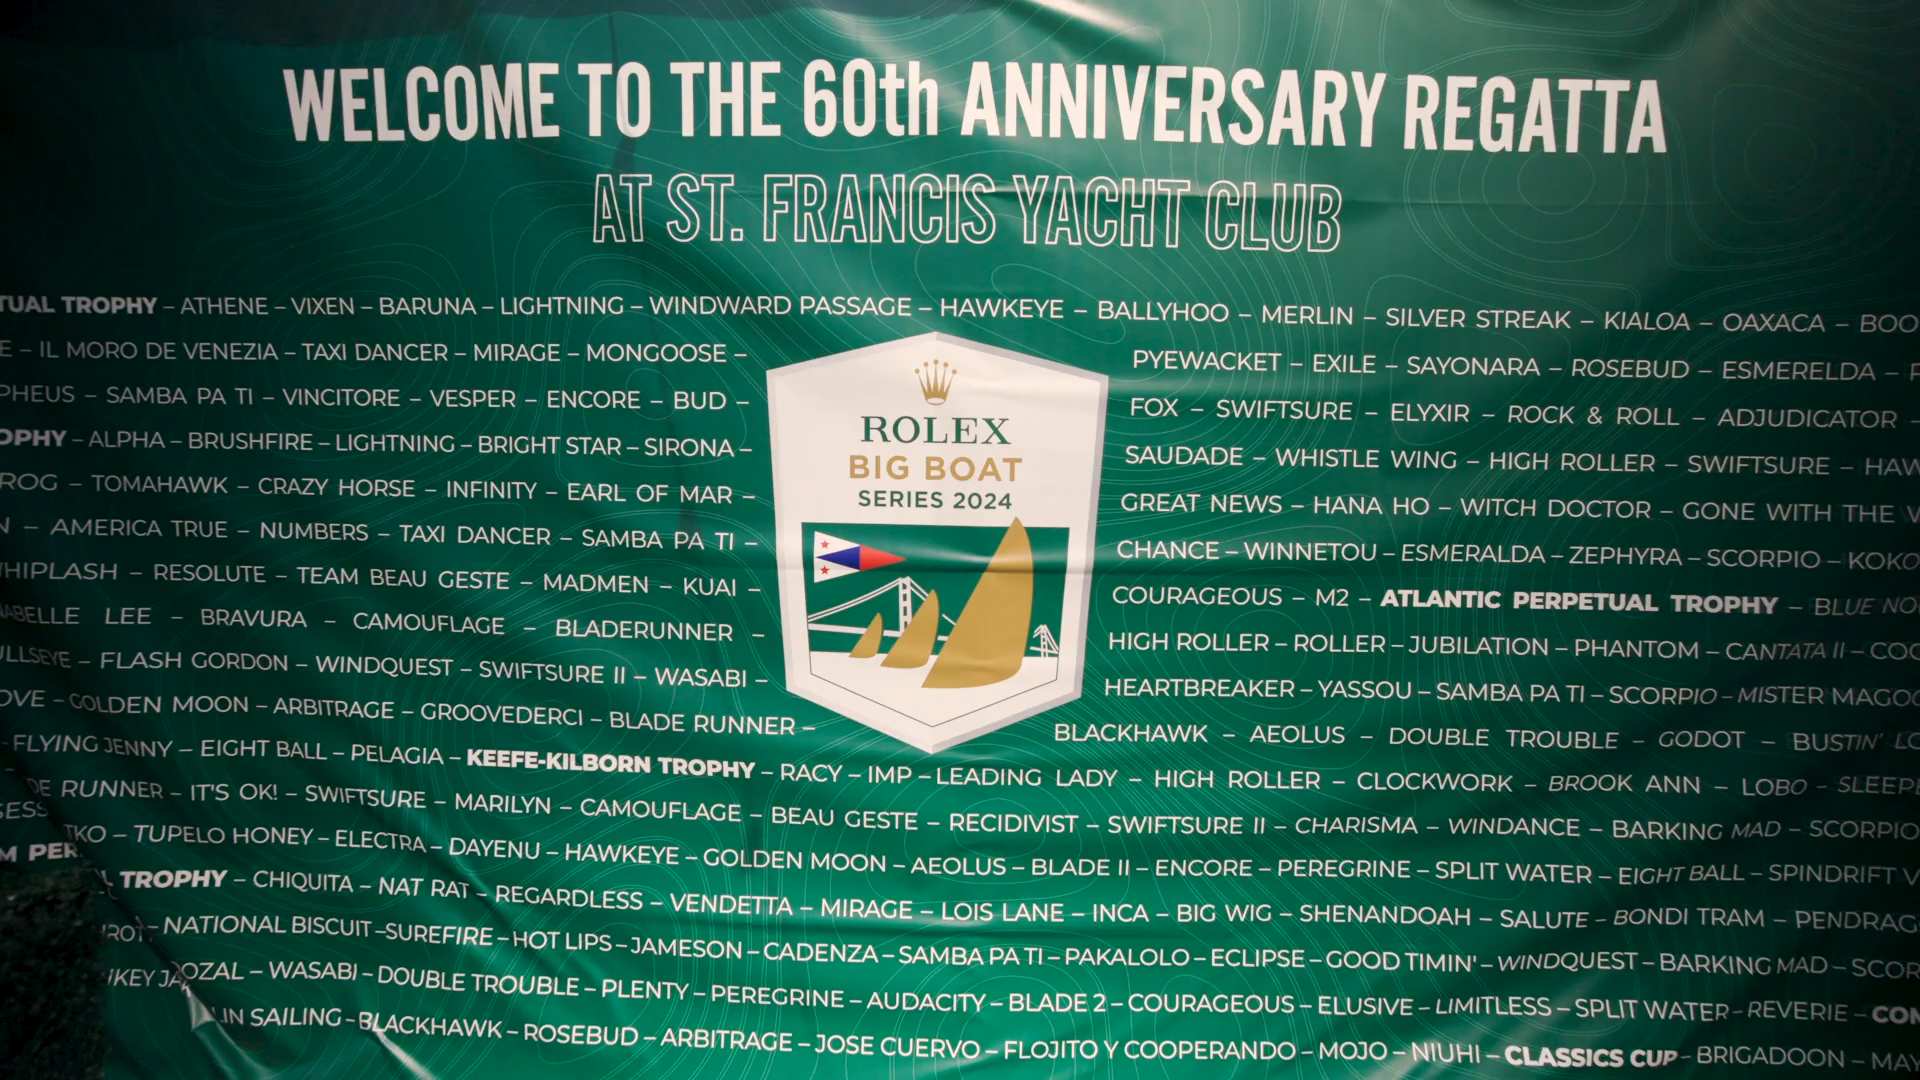 WELCOME TO THE 60th ANNIVERSARY REGATTA
AT ST. FRANCIS YACHT CLUB
TROPHY – ATHENE – VIXEN – BARUNA – LIGHTNING – WINDWARD PASSAGE – HAWKEYE – BALLYHOO – MERLIN – SILVER STREAK – KIALOA – OAXACA –
– IL MORO DE VENEZIA – TAXI DANCER – MIRAGE – MONGOOSE – PYEWACKET – EXILE – SAYONARA – ROSEBUD – ESMERELDA –
– SAMBA PA TI – VINCITORE – VESPER – ENCORE – BUD – FOX – SWIFTSURE – ELYXIR – ROCK & ROLL – ADJUDICATOR –
– ALPHA – BRUSHFIRE – LIGHTNING – BRIGHT STAR – SIRONA – SAUDADE – WHISTLE WING – HIGH ROLLER – SWIFTSURE –
– TOMAHAWK – CRAZY HORSE – INFINITY – EARL OF MAR – GREAT NEWS – HANA HO – WITCH DOCTOR – GONE WITH THE
– AMERICA TRUE – NUMBERS – TAXI DANCER – SAMBA PA TI – CHANCE – WINNETOU – ESMERALDA – ZEPHYRA – SCORPIO –
– RESOLUTE – TEAM BEAU GESTE – MADMEN – KUAI – COURAGEOUS – M2 – ATLANTIC PERPETUAL TROPHY – BLUE
LEE – BRAVURA – CAMOUFLAGE – BLADERUNNER – HIGH ROLLER – ROLLER – JUBILATION – PHANTOM – CANTATA II –
– FLASH GORDON – WINDQUEST – SWIFTSURE II – WASABI – HEARTBREAKER – YASSOU – SAMBA PA TI – SCORPIO – MISTER MAGOO
– GOLDEN MOON – ARBITRAGE – GROOVEDERCI – BLADE RUNNER – BLACKHAWK – AEOLUS – DOUBLE TROUBLE – GODOT – BUSTIN'
– FLYING JENNY – EIGHT BALL – PELAGIA – KEEFE-KILBORN TROPHY – RACY – IMP – LEADING LADY – HIGH ROLLER – CLOCKWORK – BROOK ANN – LOBO –
RUNNER – IT'S OK! – SWIFTSURE – MARILYN – CAMOUFLAGE – BEAU GESTE – RECIDIVIST – SWIFTSURE II – CHARISMA – WINDANCE – BARKING MAD – SCORPIO
– TUPELO HONEY – ELECTRA – DAYENU – HAWKEYE – GOLDEN MOON – AEOLUS – BLADE II – ENCORE – PEREGRINE – SPLIT WATER – EIGHT BALL – SPINDRIFT V
TROPHY – CHIQUITA – NAT RAT – REGARDLESS – VENDETTA – MIRAGE – LOIS LANE – INCA – BIG WIG – SHENANDOAH – SALUTE – BONDI TRAM –
– NATIONAL BISCUIT – SUREFIRE – HOT LIPS – JAMESON – CADENZA – SAMBA PA TI – PAKALOLO – ECLIPSE – GOOD TIMIN' – WINDQUEST – BARKING MAD –
– WASABI – DOUBLE TROUBLE – PLENTY – PEREGRINE – AUDACITY – BLADE 2 – COURAGEOUS – ELUSIVE – LIMITLESS – SPLIT WATER – REVERIE –
SAILING – BLACKHAWK – ROSEBUD – ARBITRAGE – JOSE CUERVO – FLOJITO Y COOPERANDO – MOJO – NIUHI – CLASSICS CUP – BRIGADOON –
ROLEX
BIG BOAT
SERIES 2024